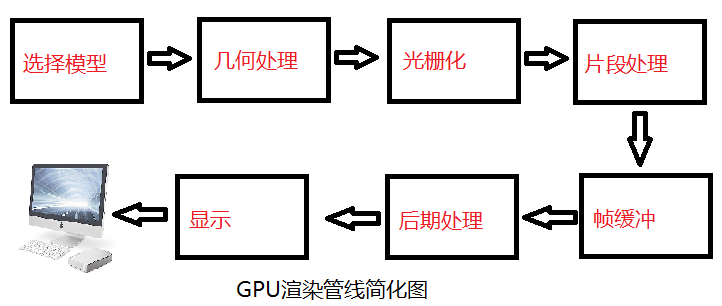 选择模型
几何处理
光栅化
片段处理
帧缓冲
后期处理
显示
GPU渲染管线简化图